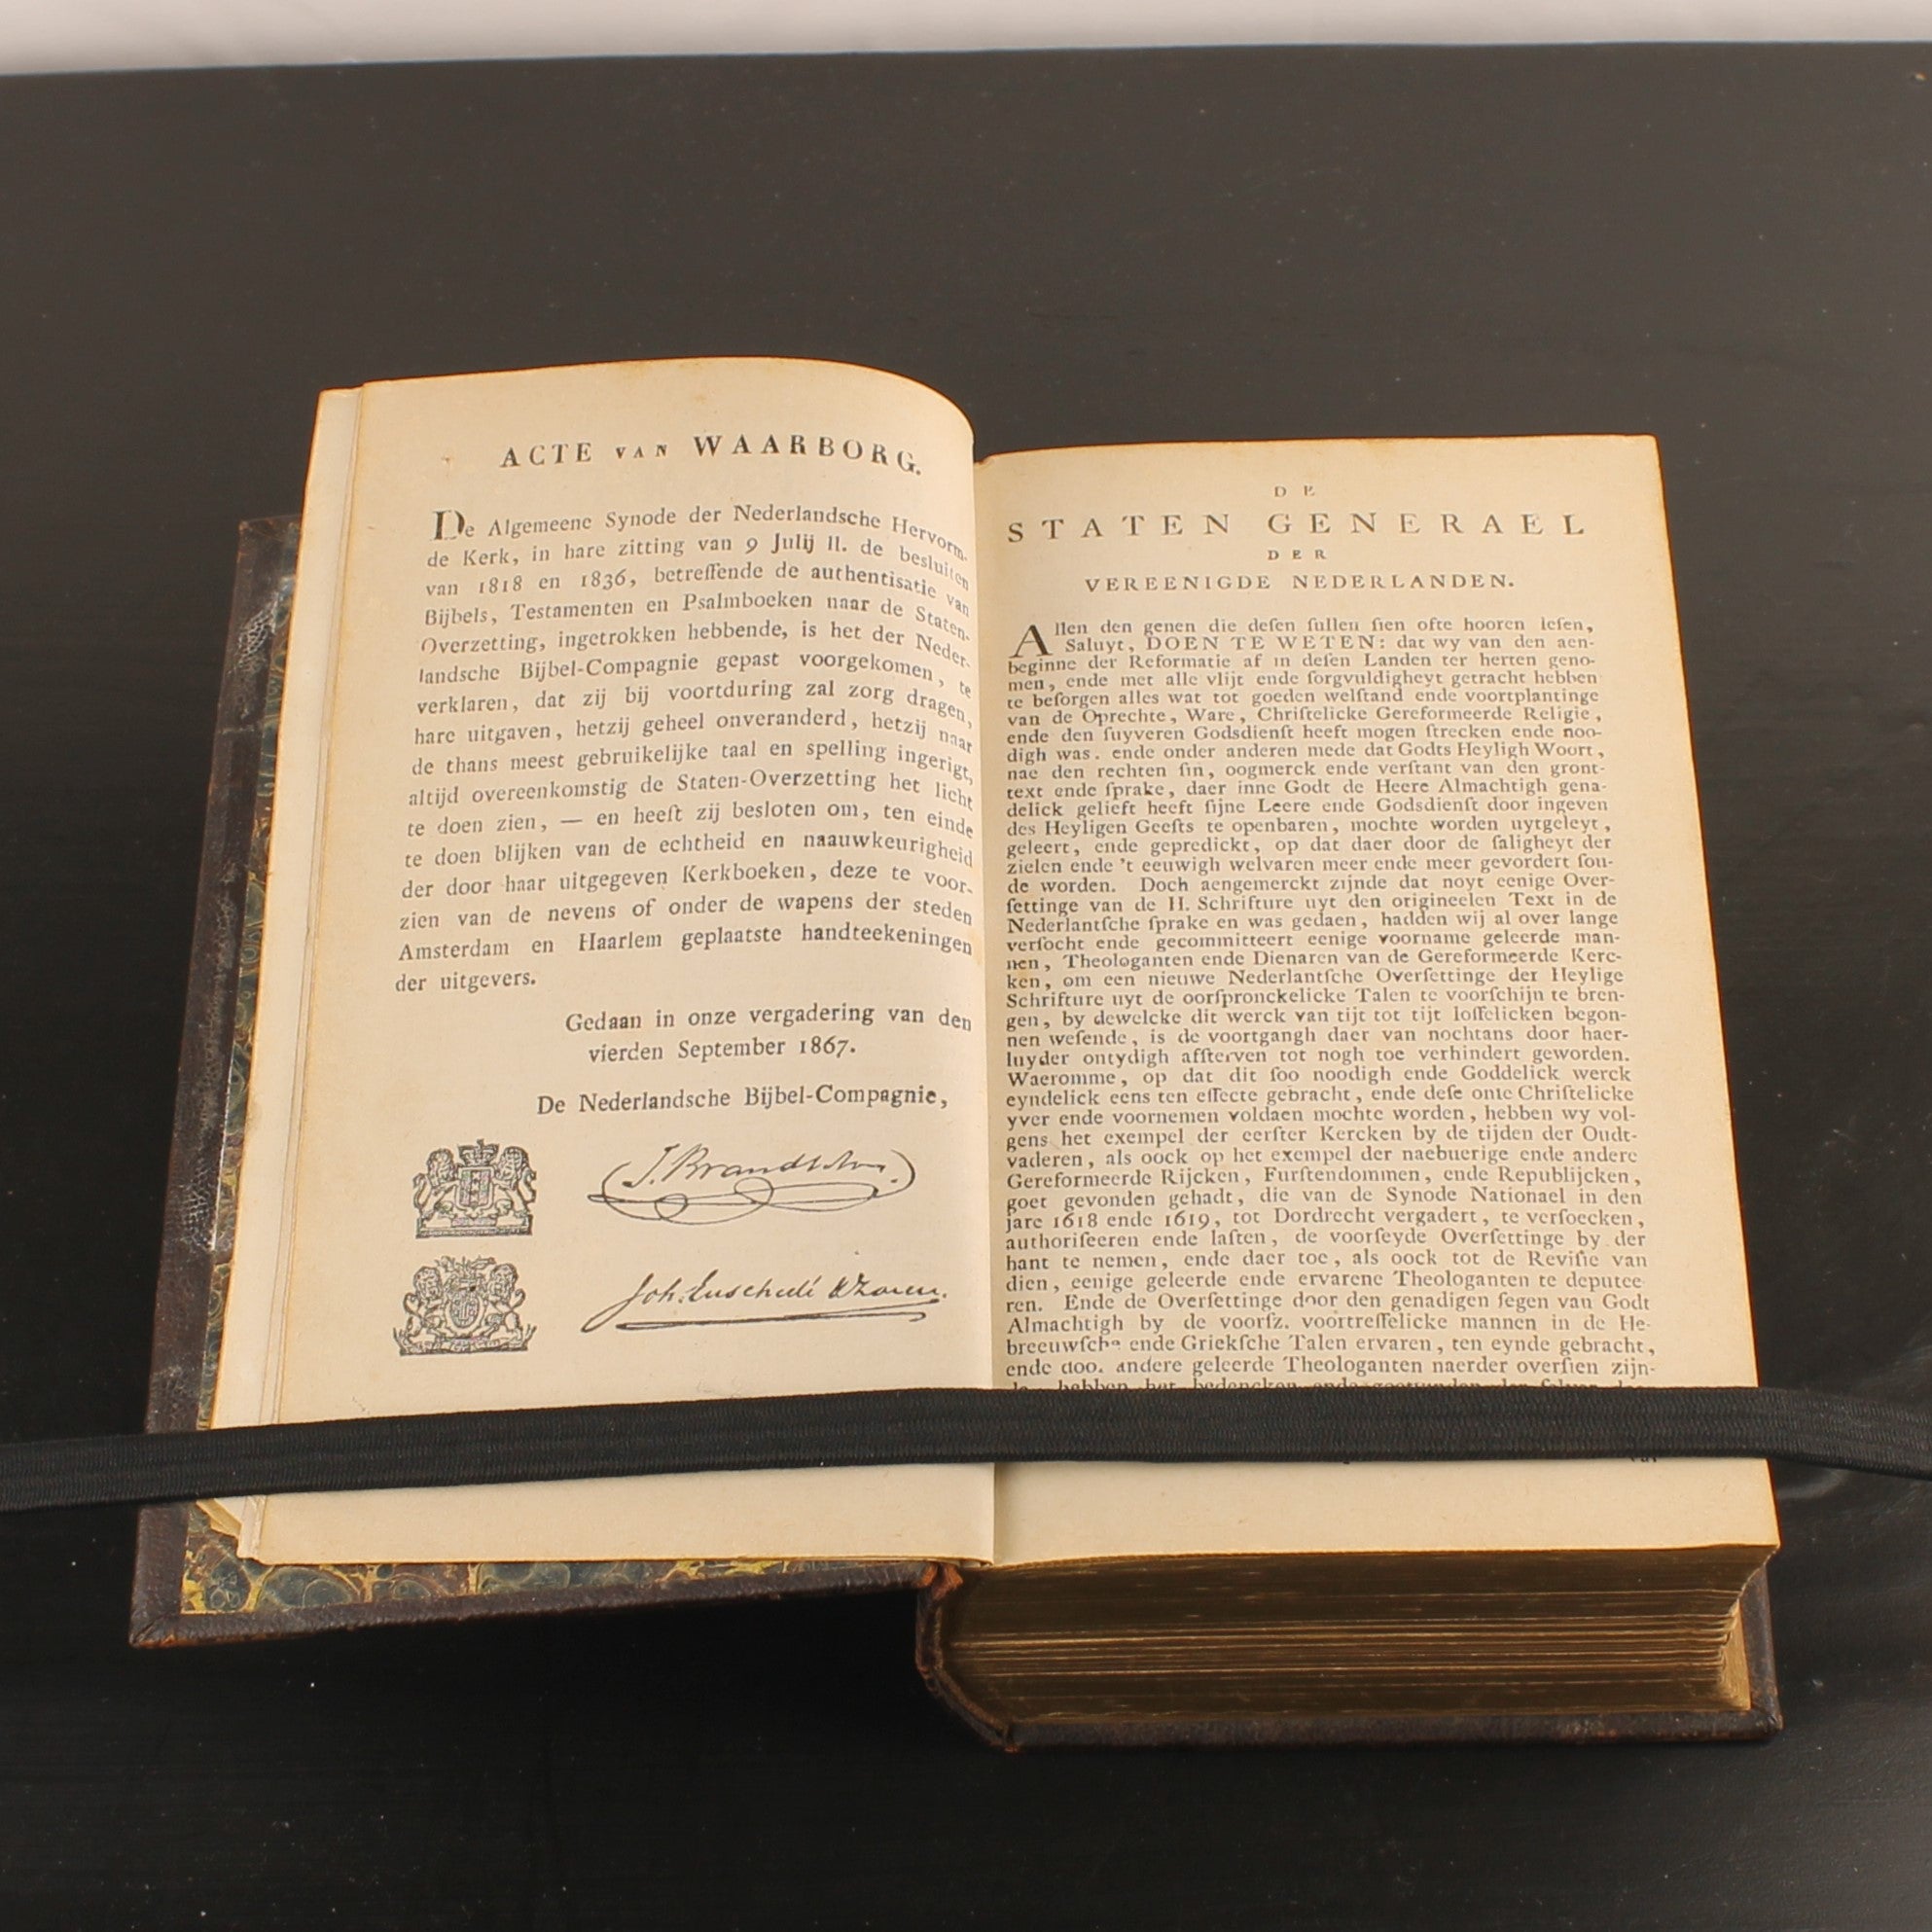 ACTE VAN WAARBORG.
De Algemeene Synode der Nederlandsche Hervorm-
de Kerk, in hare zitting van 9 Julij ll. de besluiten
van 1818 en 1836, betreffende de authentisatie van
Bijbels, Testamenten en Psalmboeken naar de Staten-
Overzetting, ingetrokken hebbende, is het der Neder-
landsche Bijbel-Compagnie gepast voorgekomen, te
verklaren, dat zij bij voortduring zal zorg dragen,
hare uitgaven, hetzij geheel onveranderd, hetzij naar
de thans meest gebruikelijke taal en spelling ingerigt,
altijd overeenkomstig de Staten-Overzetting het licht
te doen zien, — en heeft zij besloten om, ten einde
te doen blijken van de echtheid en naauwkeurigheid
der door haar uitgegeven Kerkboeken, deze te voor-
zien van de nevens of onder de wapens der steden
Amsterdam en Haarlem geplaatste handteekeningen
der uitgevers.
Gedaan in onze vergadering van den
vierden September 1867.
De Nederlandsche Bijbel-Compagnie,
Joh. Enschedé & Zonen.
DE
STATEN GENERAEL
DER
VEREENIGDE NEDERLANDEN.
Allen den genen die deſen ſullen ſien ofte hooren leſen,
Saluyt, DOEN TE WETEN: dat wy van den aen-
beginne der Reformatie af in deſen Landen ter herten geno-
men, ende met alle vlijt ende ſorgvuldigheyt getracht hebben
te beſorgen alles wat tot goeden welſtand ende voortplantinge
van de Oprechte, Ware, Chriſtelicke Gereformeerde Religie,
ende den ſuyveren Godsdienſt heeft mogen ſtrecken ende noo-
digh was. ende onder anderen mede dat Godts Heyligh Woort,
nae den rechten ſin, oogmerck ende verſtant van den gront-
text ende ſprake, daer inne Godt de Heere Almachtigh gena-
delick gelieft heeft ſijne Leere ende Godsdienſt door ingeven
des Heyligen Geeſts te openbaren, mochte worden uytgeleyt,
geleert, ende gepredickt, op dat daer door de ſaligheyt der
zielen ende 't eeuwigh welvaren meer ende meer gevordert ſou-
de worden. Doch aengemerckt zijnde dat noyt eenige Over-
ſettinge van de H. Schrifture uyt den origineelen Text in de
Nederlantſche ſprake en was gedaen, hadden wij al over lange
verſocht ende gecommitteert eenige voorname geleerde man-
nen, Theologanten ende Dienaren van de Gereformeerde Kerc-
ken, om een nieuwe Nederlantſche Overſettinge der Heylige
Schrifture uyt de oorſpronckelicke Talen te voorſchijn te bren-
gen, by dewelcke dit werck van tijt tot tijt loffelicken begon-
nen weſende, is de voortgangh daer van nochtans door haer-
luyder ontydigh afſterven tot nogh toe verhindert geworden.
Waeromme, op dat dit ſoo noodigh ende Goddelick werck
eyndelick eens ten effecte gebracht, ende deſe onſe Chriſtelicke
yver ende voornemen voldaen mochte worden, hebben wy vol-
gens het exempel der eerſter Kercken by de tijden der Oudt-
vaderen, als oock op het exempel der naebuerige ende andere
Gereformeerde Rijcken, Furſtendommen, ende Republijcken,
goet gevonden gehadt, die van de Synode Nationael in den
jare 1618 ende 1619, tot Dordrecht vergadert, te verſoecken,
authoriſeeren ende laſten, de voorſeyde Overſettinge by der
hant te nemen, ende daer toe, als oock tot de Reviſie van
dien, eenige geleerde ende ervarene Theologanten te deputee
ren. Ende de Overſettinge door den genadigen ſegen van Godt
Almachtigh by de voorſz. voortreffelicke mannen in de He-
breeuwſche ende Griekſche Talen ervaren, ten eynde gebracht,
ende doo. andere geleerde Theologanten naerder overſien zijn-
hebben het bedencken ende